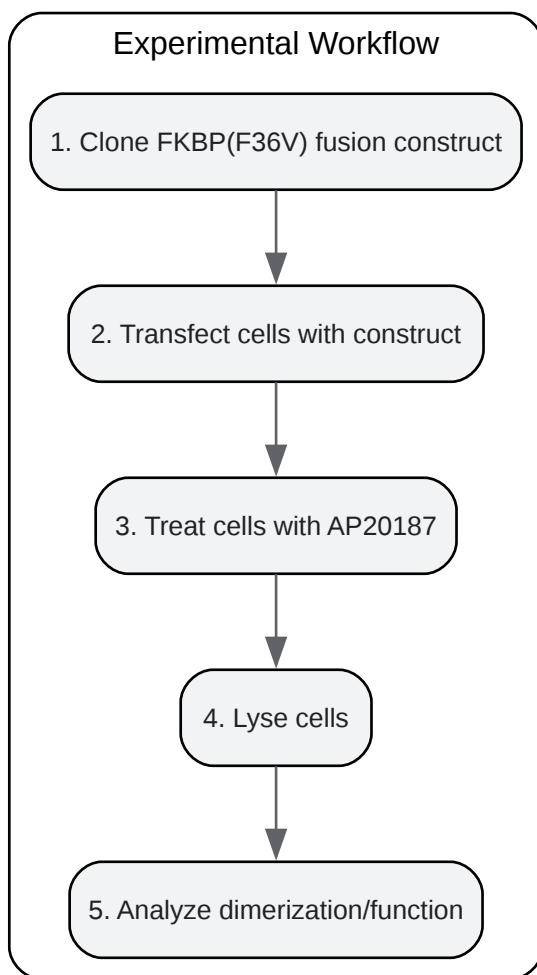 Experimental Workflow
1. Clone FKBP(F36V) fusion construct
2. Transfect cells with construct
3. Treat cells with AP20187
4. Lyse cells
5. Analyze dimerization/function